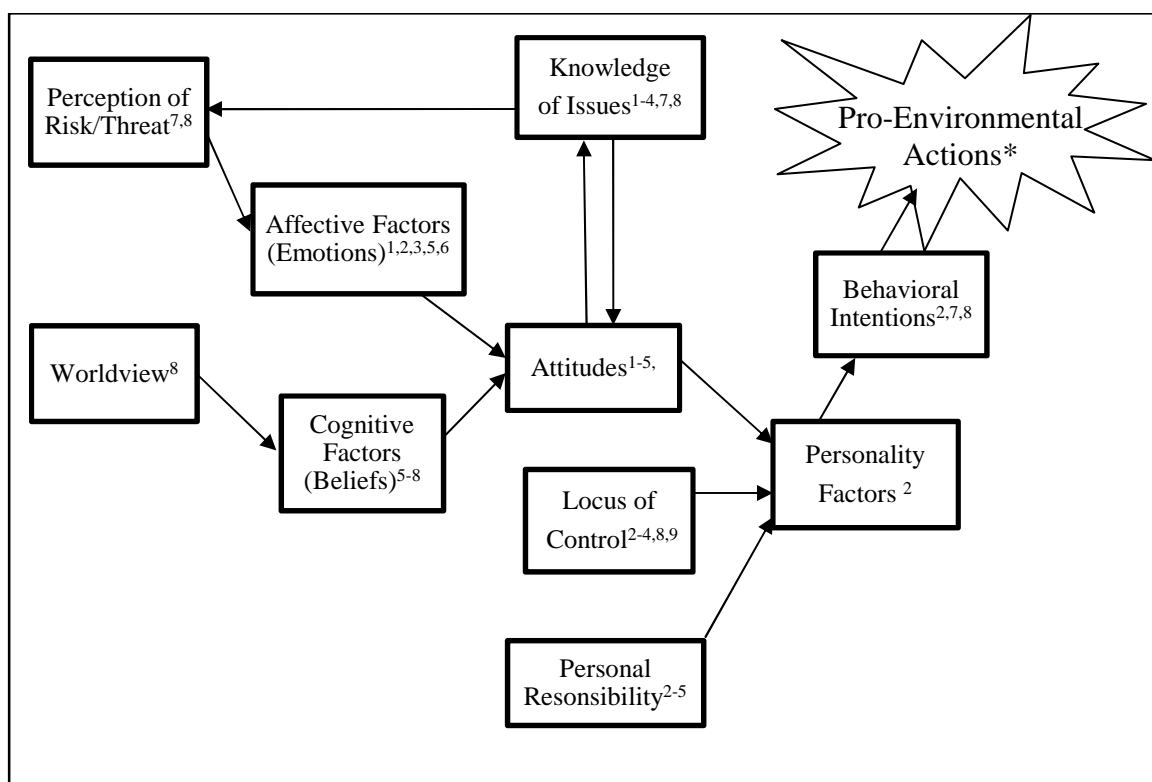 Perception of
Risk/Threat7,8
Knowledge
of Issues1-4,7,8
Pro-Environmental
Actions*
Affective Factors
(Emotions)1,2,3,5,6
Behavioral
Intentions2,7,8
Worldview8
Attitudes1-5,
Cognitive
Factors
(Beliefs)5-8
Personality
Factors 2
Locus of
Control2-4,8,9
Personal
Resonsibility2-5